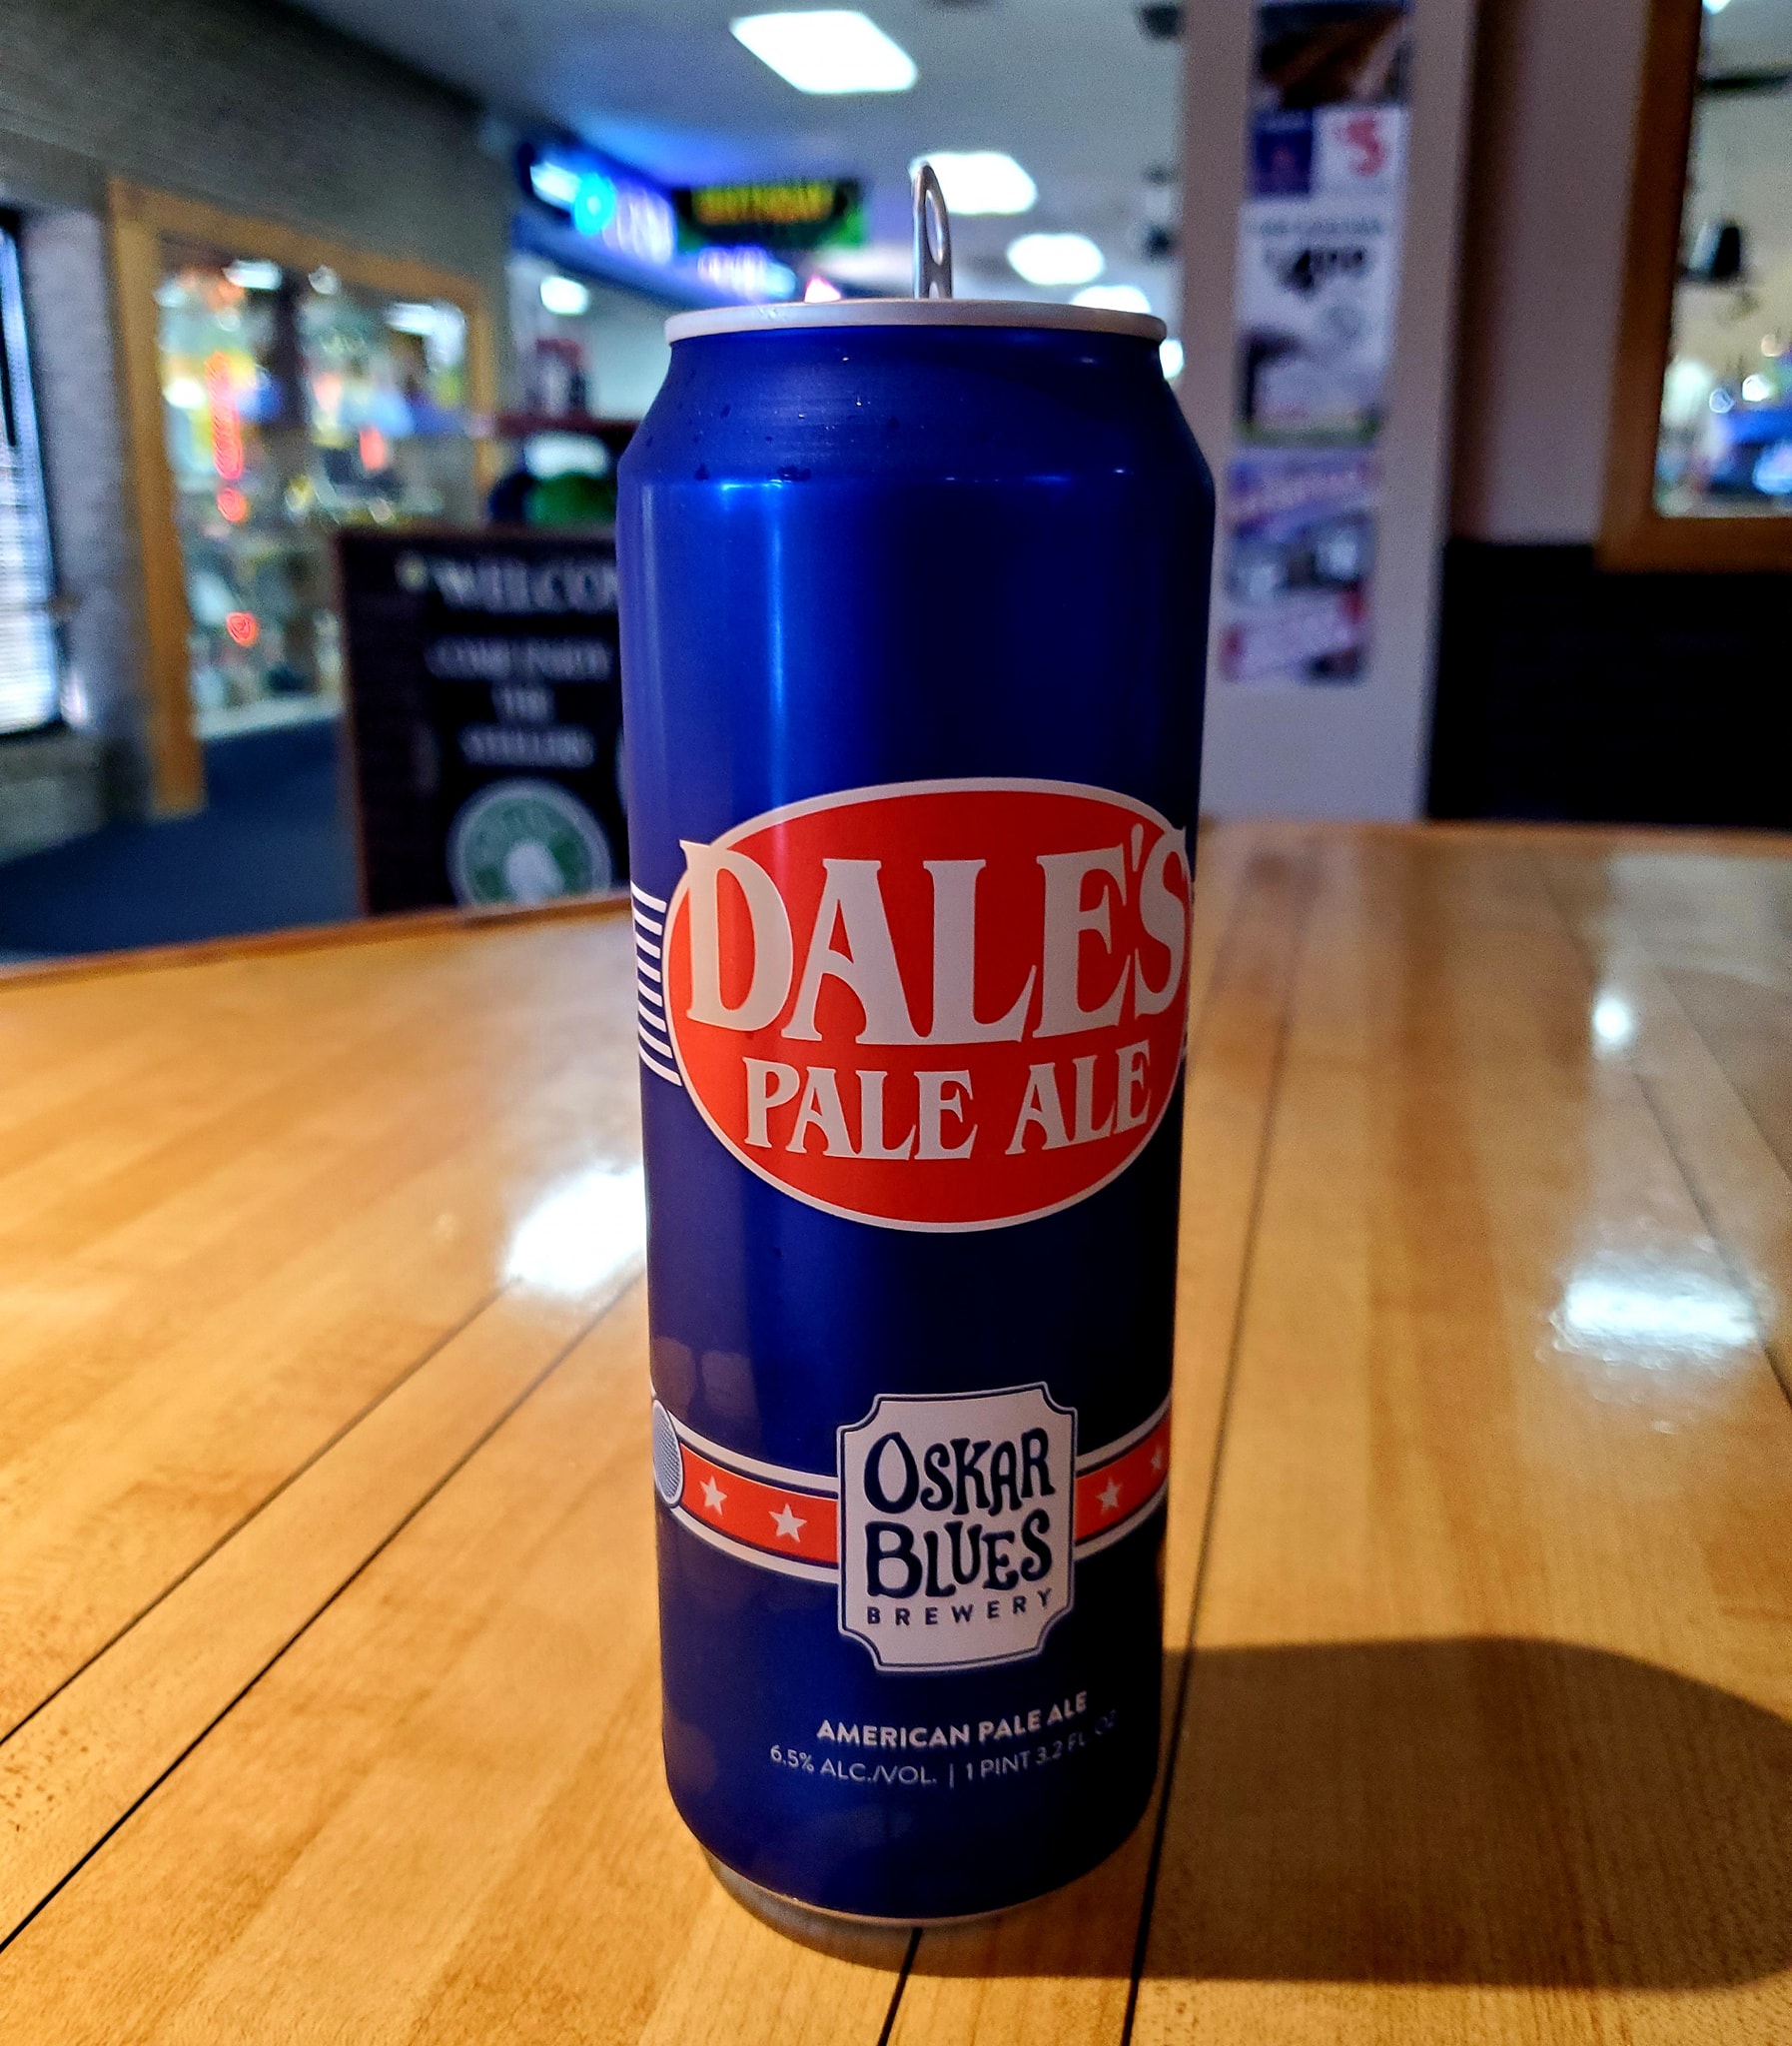 WELCO
DALE'S
PALE ALE
OSKAR
BLUES
BREWERY
AMERICAN PALE ALE
6.5% ALC./VOL. | 1 PINT 3.2 FL OZ